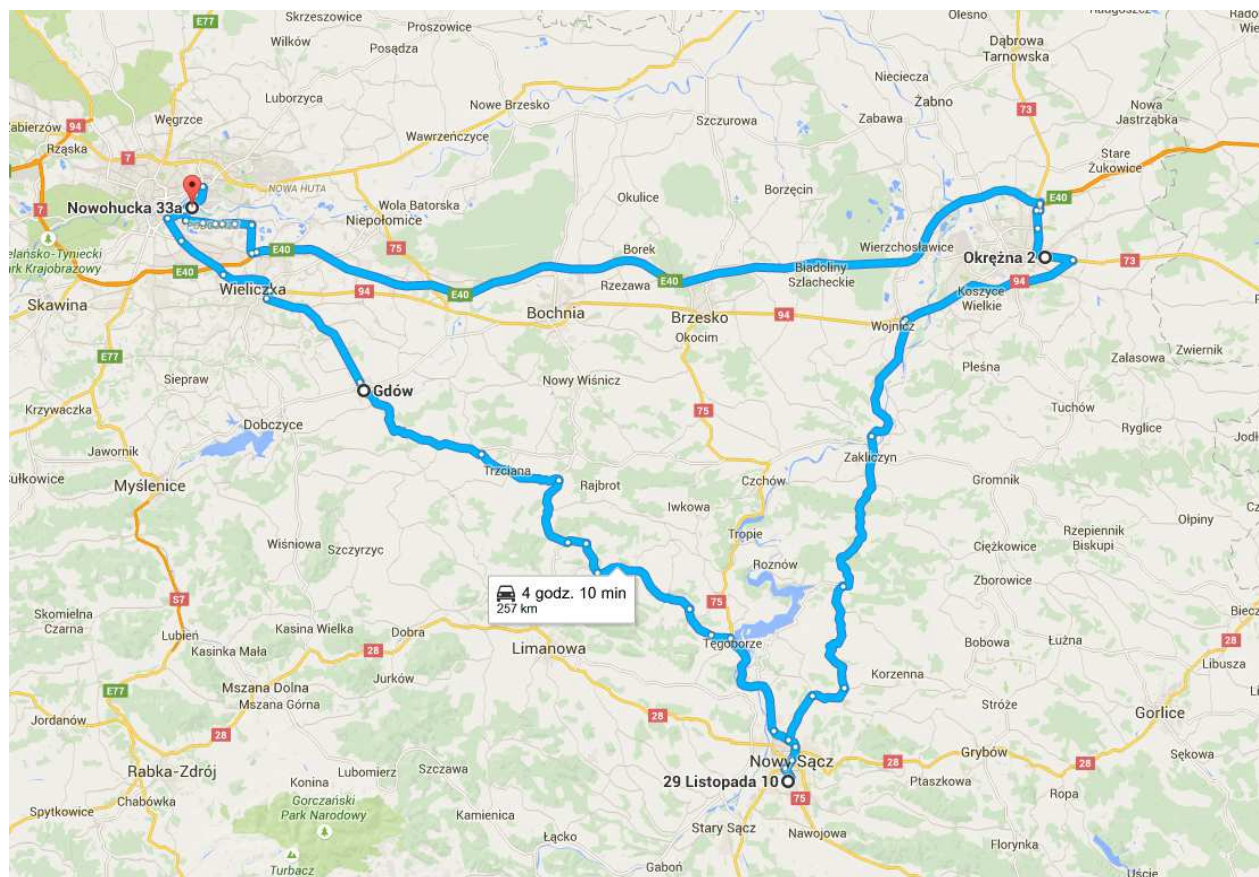 E77
Skrzeszowice
Proszowice
Olesno
Radgoszcz
Wilków
Posądza
Dąbrowa
Tarnowska
Luborzyca
Nieciecza
Węgrzce
Nowe Brzesko
Żabno
Nowa
Jastrząbka
Zabierzów
94
Szczurowa
Zabawa
73
Rząska
7
Wawrzeńczyce
Stare
Żukowice
NOWA HUTA
Borzęcin
E40
Wola Batorska
Okulice
7
Nowohucka 33a
Niepołomice
PODGÓRZE
Wierzchosławice
75
Borek
Okrężna 2
73
Park Krajobrazowy
E40
Biadoliny
Szlacheckie
E40
Wieliczka
Rzezawa
E40
94
Skawina
94
E40
Koszyce
Wielkie
Bochnia
Brzesko
94
Wojnicz
Okocim
E77
Zwiernik
Zalasowa
Pleśna
Siepraw
Nowy Wiśnicz
Gdów
Krzywaczka
75
Tuchów
Dobczyce
Ryglice
Jawornik
Zakliczyn
Trzciana
Myślenice
Rajbrot
Czchów
Gromnik
Iwkowa
Ołpiny
Rzepiennik
Biskupi
Wiśniowa
Szczyrzyc
Tropie
Ciężkowice
Roznów
Zborowice
4 godz. 10 min
257 km
S7
75
Skomielna
Czarna
Kasina Wielka
Dobra
Bobowa
Łużna
28
Lubień
Tęgoborze
Limanowa
Kasinka Mała
28
Libusza
Jurków
Korzenna
E77
Mszana Dolna
Mszana Górna
Stróże
Gorlice
28
Jordanów
28
Grybów
Sękowa
Nowy Sącz
28
28
Rabka-Zdrój
Lubomierz
Szczawa
29 Listopada 10
Ptaszkowa
Konina
75
Ropa
Chabówka
Gorczański
Park Narodowy
Spytkowice
Kamienica
Stary Sącz
Nawojowa
Łącko
Florynka
Gaboń
Turbacz
Uście